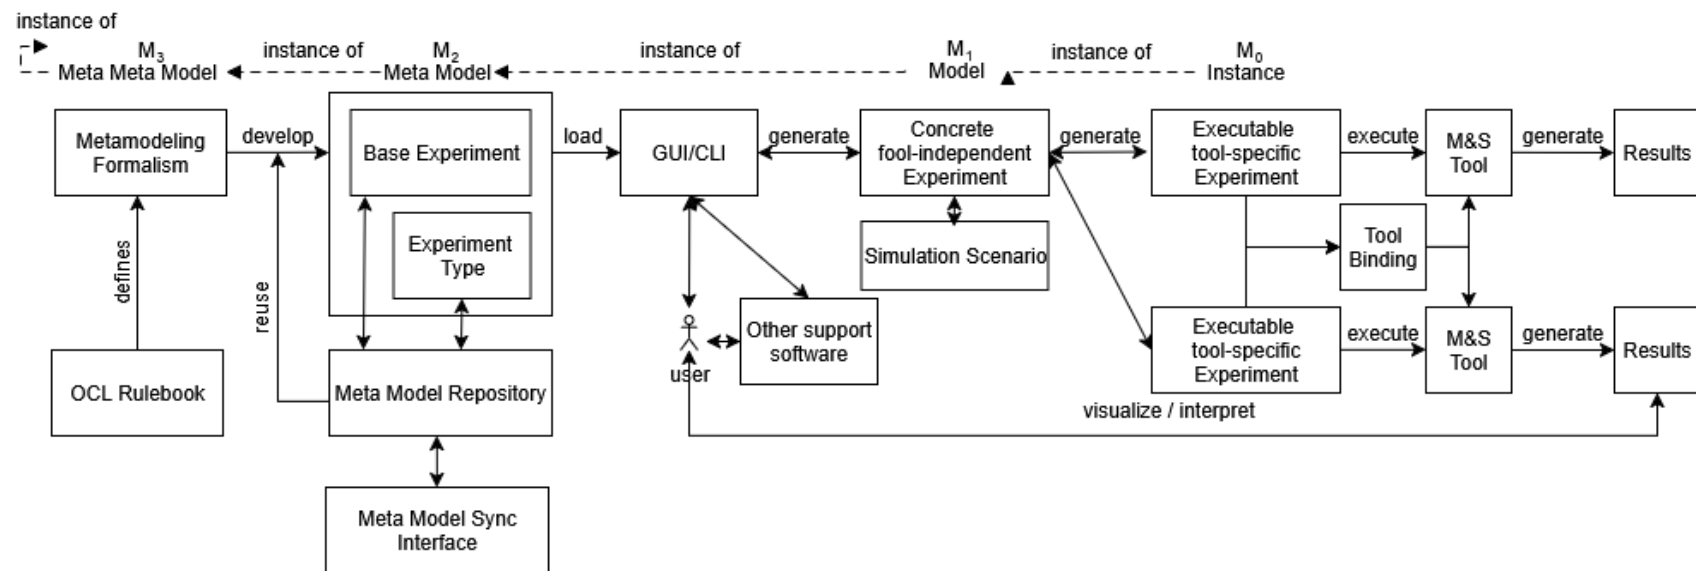 instance of
M3
Meta Meta Model
instance of
M2
Meta Model
instance of
M1
Model
instance of
M0
Instance
Metamodeling
Formalism
develop
Base Experiment
load
GUI/CLI
generate
Concrete
fool-independent
Experiment
generate
Executable
tool-specific
Experiment
execute
M&S
Tool
generate
Results
Experiment
Type
Simulation Scenario
Tool
Binding
defines
reuse
user
Other support
software
Executable
tool-specific
Experiment
execute
M&S
Tool
generate
Results
OCL Rulebook
Meta Model Repository
visualize / interpret
Meta Model Sync
Interface